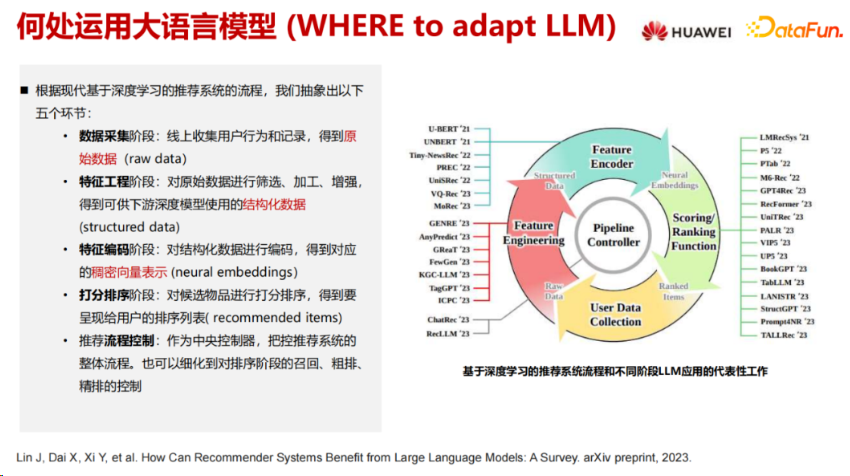 何处运用大语言模型 (WHERE to adapt LLM)
HUAWEI
DataFun.
根据现代基于深度学习的推荐系统的流程，我们抽象出以下
五个环节：
• 数据采集阶段：线上收集用户行为和记录，得到原
始数据 (raw data)
• 特征工程阶段：对原始数据进行筛选、加工、增强，
得到可供下游深度模型使用的结构化数据
(structured data)
• 特征编码阶段：对结构化数据进行编码，得到对应
的稠密向量表示 (neural embeddings)
• 打分排序阶段：对候选物品进行打分排序，得到要
呈现给用户的排序列表( recommended items)
• 推荐流程控制：作为中央控制器，把控推荐系统的
整体流程。也可以细化到对排序阶段的召回、粗排、
精排的控制
U-BERT '21
UNBERT '21
Tiny-NewsRec '22
PREC '22
UniSRec '22
VQ-Rec '22
MoRec '23
GENRE '23
AnyPredict '23
GReaT '23
FewGen '23
KGC-LLM '23
TagGPT '23
ICPC '23
ChatRec '23
RecLLM '23
Feature
Encoder
Structured
Data
Neural
Embeddings
Feature
Engineering
Pipeline
Controller
Scoring/
Ranking
Function
Raw
Data
Ranked
Items
User Data
Collection
LMRecSys '21
P5 '22
PTab '22
M6-Rec '22
GPT4Rec '23
RecFormer '23
UniTRec '23
PALR '23
VIP5 '23
UP5 '23
BookGPT '23
TabLLM '23
LANISTR '23
StructGPT '23
Prompt4NR '23
TALLRec '23
基于深度学习的推荐系统流程和不同阶段LLM应用的代表性工作
Lin J, Dai X, Xi Y, et al. How Can Recommender Systems Benefit from Large Language Models: A Survey. arXiv preprint, 2023.